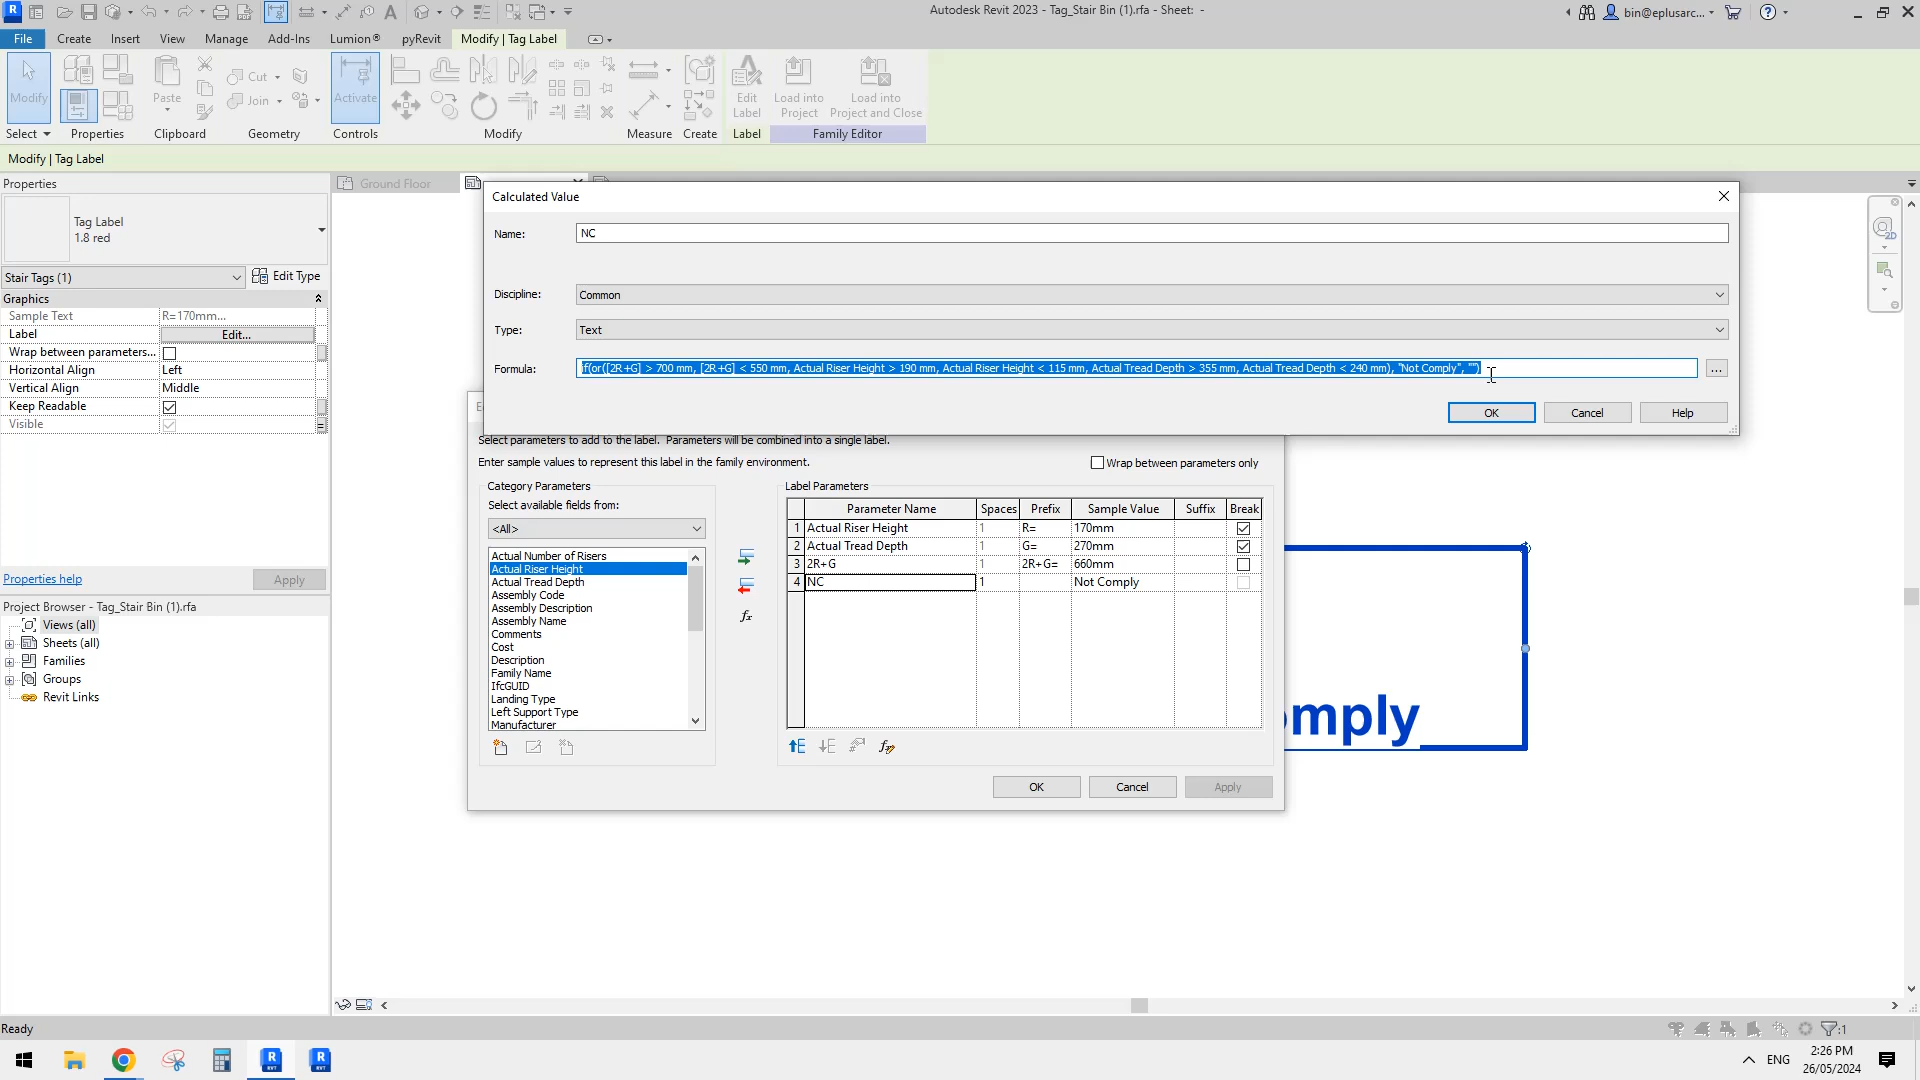 Autodesk Revit 2023 - Tag_Stair Bin (1).rfa - Sheet: -
bin@eplusarc...
File Create Insert View Manage Add-Ins Lumion® pyRevit Modify | Tag Label
Modify Paste Cut Join Activate Edit Label Load into Project Load into Project and Close
Select Properties Clipboard Geometry Controls Modify Measure Create Label Family Editor
Modify | Tag Label
Properties
Tag Label
1.8 red
Stair Tags (1) Edit Type
Graphics
Sample Text R=170mm...
Label Edit...
Wrap between parameters...
Horizontal Align Left
Vertical Align Middle
Keep Readable
Visible
Properties help Apply
Project Browser - Tag_Stair Bin (1).rfa
Views (all)
Sheets (all)
Families
Groups
Revit Links
Ground Floor
Calculated Value
Name: NC
Discipline: Common
Type: Text
Formula: if(or([2R+G] > 700 mm, [2R+G] < 550 mm, Actual Riser Height > 190 mm, Actual Riser Height < 115 mm, Actual Tread Depth > 355 mm, Actual Tread Depth < 240 mm), "Not Comply", "") ...
OK Cancel Help
Select parameters to add to the label. Parameters will be combined into a single label.
Enter sample values to represent this label in the family environment.
Wrap between parameters only
Category Parameters
Select available fields from:
<All>
Actual Number of Risers
Actual Riser Height
Actual Tread Depth
Assembly Code
Assembly Description
Assembly Name
Comments
Cost
Description
Family Name
IfcGUID
Landing Type
Left Support Type
Manufacturer
Label Parameters
Parameter Name Spaces Prefix Sample Value Suffix Break
1 Actual Riser Height 1 R= 170mm
2 Actual Tread Depth 1 G= 270mm
3 2R+G 1 2R+G= 660mm
4 NC 1 Not Comply
OK Cancel Apply
omply
Ready
:1
ENG
2:26 PM
26/05/2024